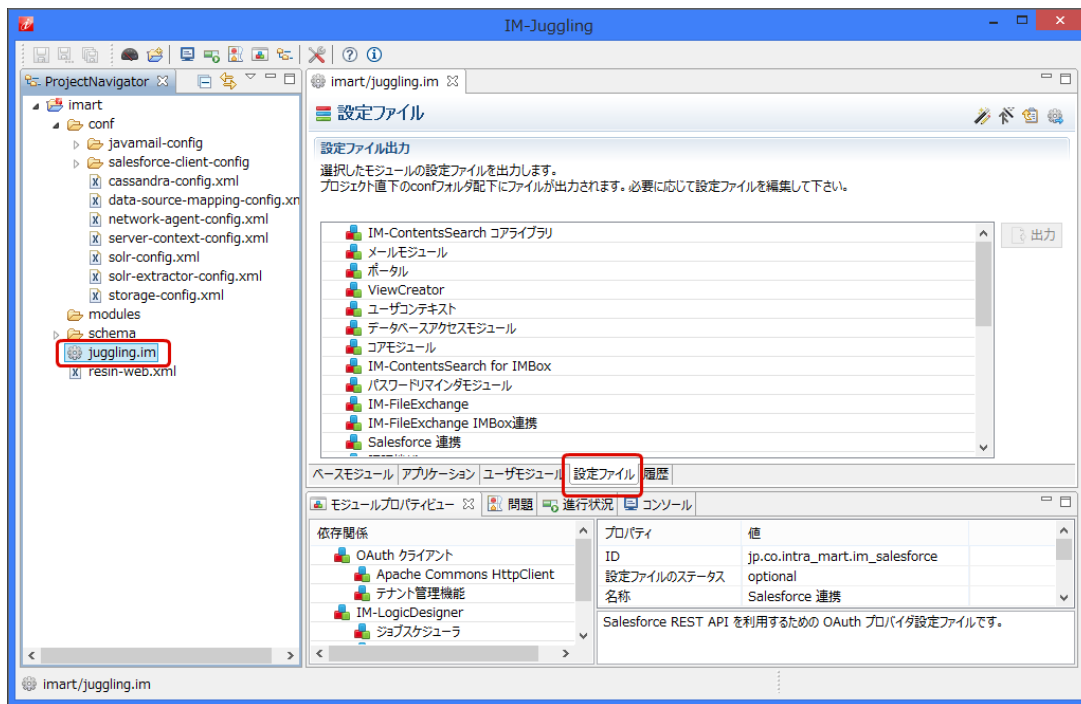 IM-Juggling
ProjectNavigator
imart
conf
javamail-config
salesforce-client-config
cassandra-config.xml
data-source-mapping-config.xn
network-agent-config.xml
server-context-config.xml
solr-config.xml
solr-extractor-config.xml
storage-config.xml
modules
schema
juggling.im
resin-web.xml
imart/juggling.im
設定ファイル
設定ファイル出力
選択したモジュールの設定ファイルを出力します。
プロジェクト直下のconfフォルダ配下にファイルが出力されます。必要に応じて設定ファイルを編集して下さい。
IM-ContentsSearch コアライブラリ
メールモジュール
ポータル
ViewCreator
ユーザコンテキスト
データベースアクセスモジュール
コアモジュール
IM-ContentsSearch for IMBox
パスワードリマインダモジュール
IM-FileExchange
IM-FileExchange IMBox連携
Salesforce 連携
出力
ベースモジュール アプリケーション ユーザモジュール 設定ファイル 履歴
モジュールプロパティビュー 問題 進行状況 コンソール
依存関係
OAuth クライアント
Apache Commons HttpClient
テナント管理機能
IM-LogicDesigner
ジョブスケジューラ
プロパティ 値
ID jp.co.intra_mart.im_salesforce
設定ファイルのステータス optional
名称 Salesforce 連携
Salesforce REST API を利用するための OAuth プロバイダ設定ファイルです。
imart/juggling.im